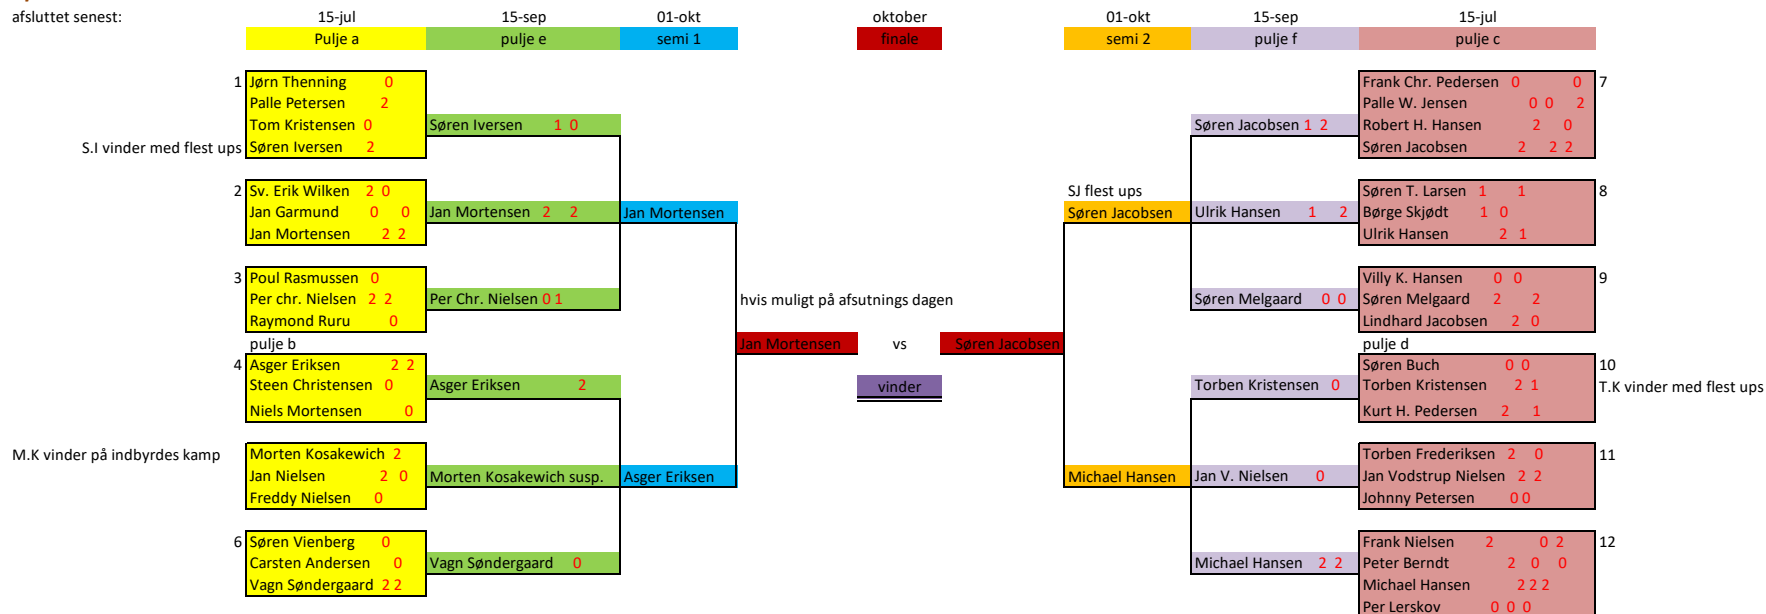 afsluttet senest: 15-jul 15-sep 01-okt oktober 01-okt 15-sep 15-jul
Pulje a pulje e semi 1 finale semi 2 pulje f pulje c
1 Jørn Thenning 0 Frank Chr. Pedersen 0 0 7
Palle Petersen 2 Palle W. Jensen 0 0 2
Tom Kristensen 0 Søren Iversen 1 0 Søren Jacobsen 1 2 Robert H. Hansen 2 0
S.I vinder med flest ups Søren Iversen 2 Søren Jacobsen 2 2 2
2 Sv. Erik Wilken 2 0 SJ flest ups Søren T. Larsen 1 1 8
Jan Garmund 0 0 Jan Mortensen 2 2 Jan Mortensen Søren Jacobsen Ulrik Hansen 1 2 Børge Skjødt 1 0
Jan Mortensen 2 2 Ulrik Hansen 2 1
3 Poul Rasmussen 0 Villy K. Hansen 0 0 9
Per chr. Nielsen 2 2 Per Chr. Nielsen 0 1 hvis muligt på afsutnings dagen Søren Melgaard 0 0 Søren Melgaard 2 2
Raymond Ruru 0 Lindhard Jacobsen 2 0
pulje b Jan Mortensen vs Søren Jacobsen pulje d
4 Asger Eriksen 2 2 Søren Buch 0 0 10
Steen Christensen 0 Asger Eriksen 2 vinder Torben Kristensen 0 Torben Kristensen 2 1 T.K vinder med flest ups
Niels Mortensen 0 Kurt H. Pedersen 2 1
M.K vinder på indbyrdes kamp Morten Kosakewich 2 Torben Frederiksen 2 0 11
Jan Nielsen 2 0 Morten Kosakewich susp. Asger Eriksen Michael Hansen Jan V. Nielsen 0 Jan Vodstrup Nielsen 2 2
Freddy Nielsen 0 Johnny Petersen 0 0
6 Søren Vienberg 0 Frank Nielsen 2 0 2 12
Carsten Andersen 0 Vagn Søndergaard 0 Michael Hansen 2 2 Peter Berndt 2 0 0
Vagn Søndergaard 2 2 Michael Hansen 2 2 2
Per Lerskov 0 0 0